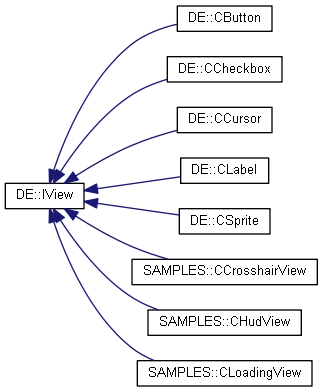 DE::CButton
DE::CCheckbox
DE::CCursor
DE::CLabel
DE::IView
DE::CSprite
SAMPLES::CCrosshairView
SAMPLES::CHudView
SAMPLES::CLoadingView